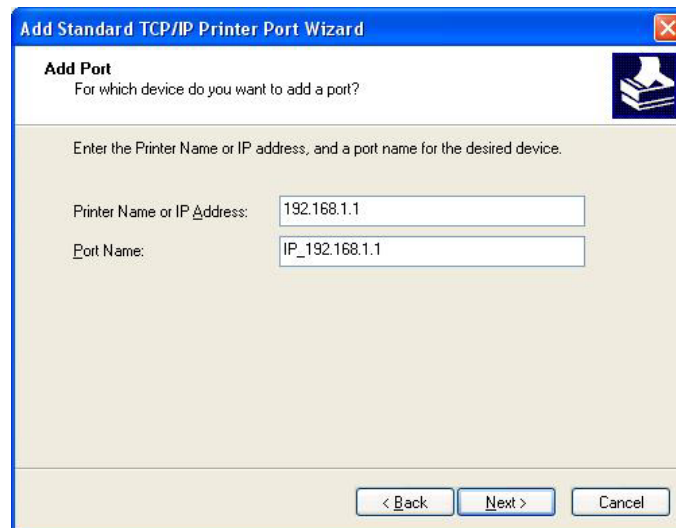 Add Standard TCP/IP Printer Port Wizard
Add Port
For which device do you want to add a port?
Enter the Printer Name or IP address, and a port name for the desired device.
Printer Name or IP Address: 192.168.1.1
Port Name: IP_192.168.1.1
< Back Next > Cancel